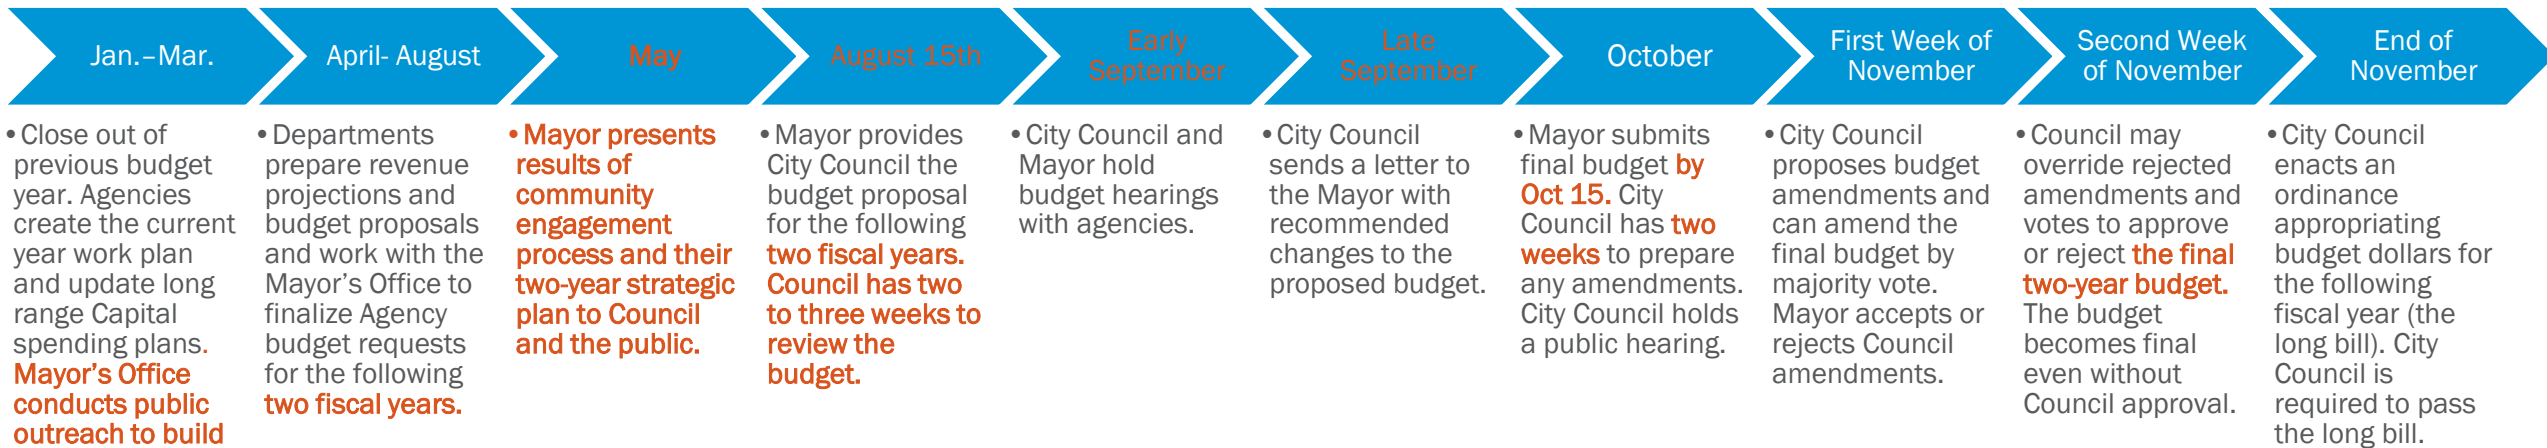 Jan.–Mar.
•Close out of
previous budget
year. Agencies
create the current
year work plan
and update long
range Capital
spending plans.
Mayor's Office
conducts public
outreach to build
April- August
•Departments
prepare revenue
projections and
budget proposals
and work with the
Mayor's Office to
finalize Agency
budget requests
for the following
two fiscal years.
May
•Mayor presents
results of
community
engagement
process and their
two-year strategic
plan to Council
and the public.
August 15th
•Mayor provides
City Council the
budget proposal
for the following
two fiscal years.
Council has two
to three weeks to
review the
budget.
Early
September
•City Council and
Mayor hold
budget hearings
with agencies.
Late
September
•City Council
sends a letter to
the Mayor with
recommended
changes to the
proposed budget.
October
•Mayor submits
final budget by
Oct 15. City
Council has two
weeks to prepare
any amendments.
City Council holds
a public hearing.
First Week of
November
•City Council
proposes budget
amendments and
can amend the
final budget by
majority vote.
Mayor accepts or
rejects Council
amendments.
Second Week
of November
•Council may
override rejected
amendments and
votes to approve
or reject the final
two-year budget.
The budget
becomes final
even without
Council approval.
End of
November
•City Council
enacts an
ordinance
appropriating
budget dollars for
the following
fiscal year (the
long bill). City
Council is
required to pass
the long bill.